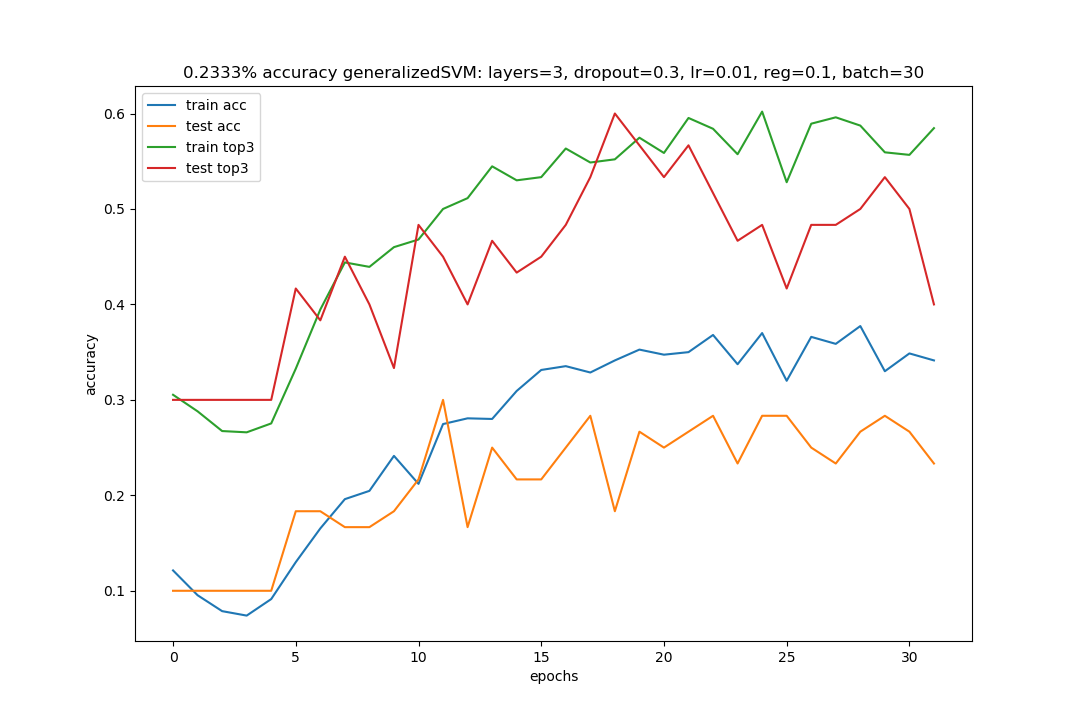 0.2333% accuracy generalizedSVM: layers=3, dropout=0.3, lr=0.01, reg=0.1, batch=30
train acc
test acc
train top3
test top3
0.6
0.5
0.4
0.3
0.2
0.1
accuracy
0 5 10 15 20 25 30
epochs